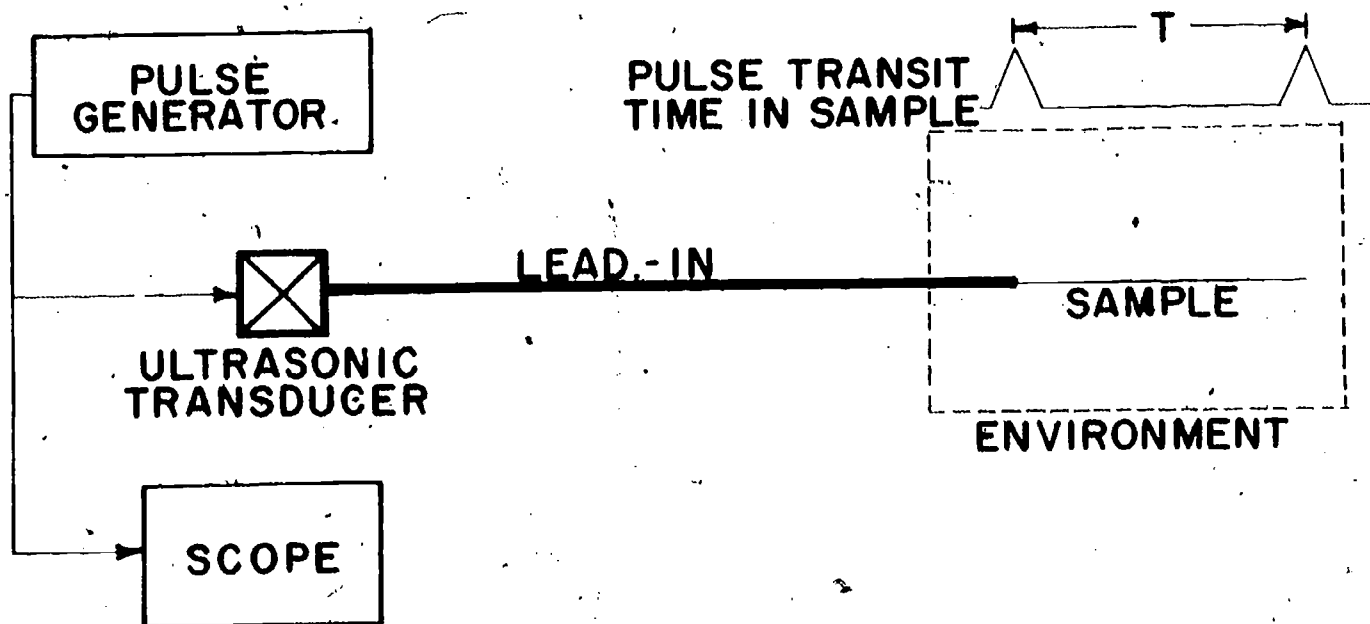 PULSE
GENERATOR.
T
PULSE TRANSIT
TIME IN SAMPLE
LEAD.-IN
SAMPLE
ULTRASONIC
TRANSDUCER
ENVIRONMENT
SCOPE